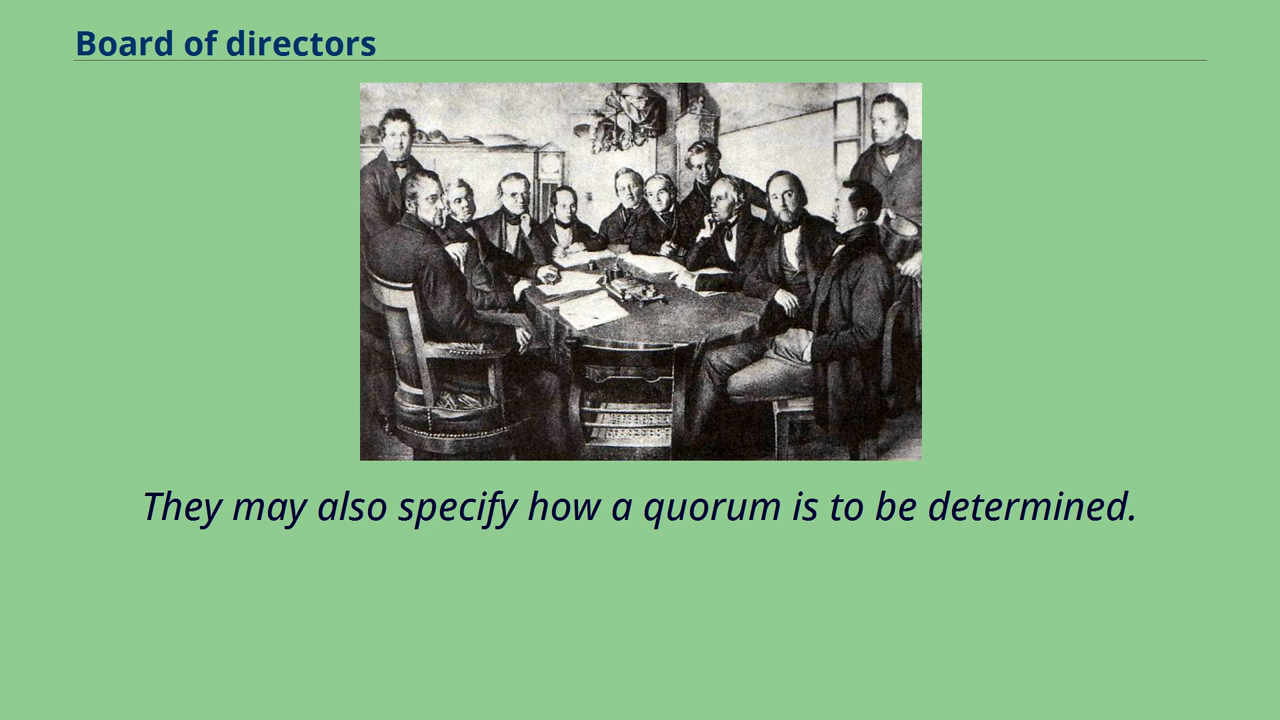 Board of directors
They may also specify how a quorum is to be determined.